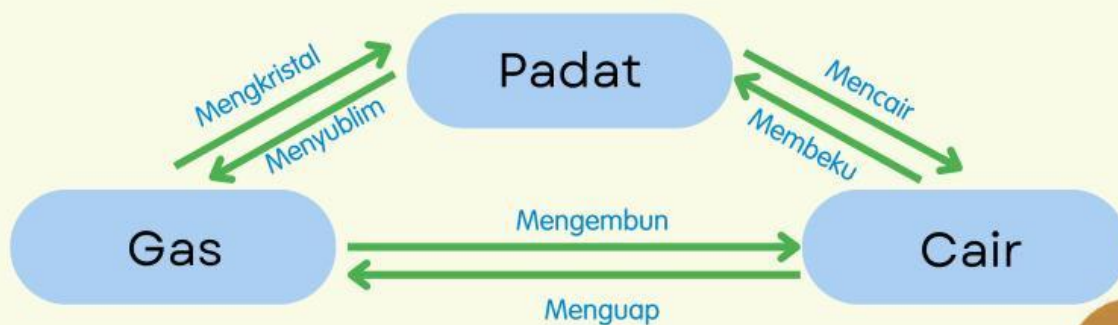 Padat
Mengkristal
Menyublim
Mencair
Membeku
Gas
Mengembun
Menguap
Cair